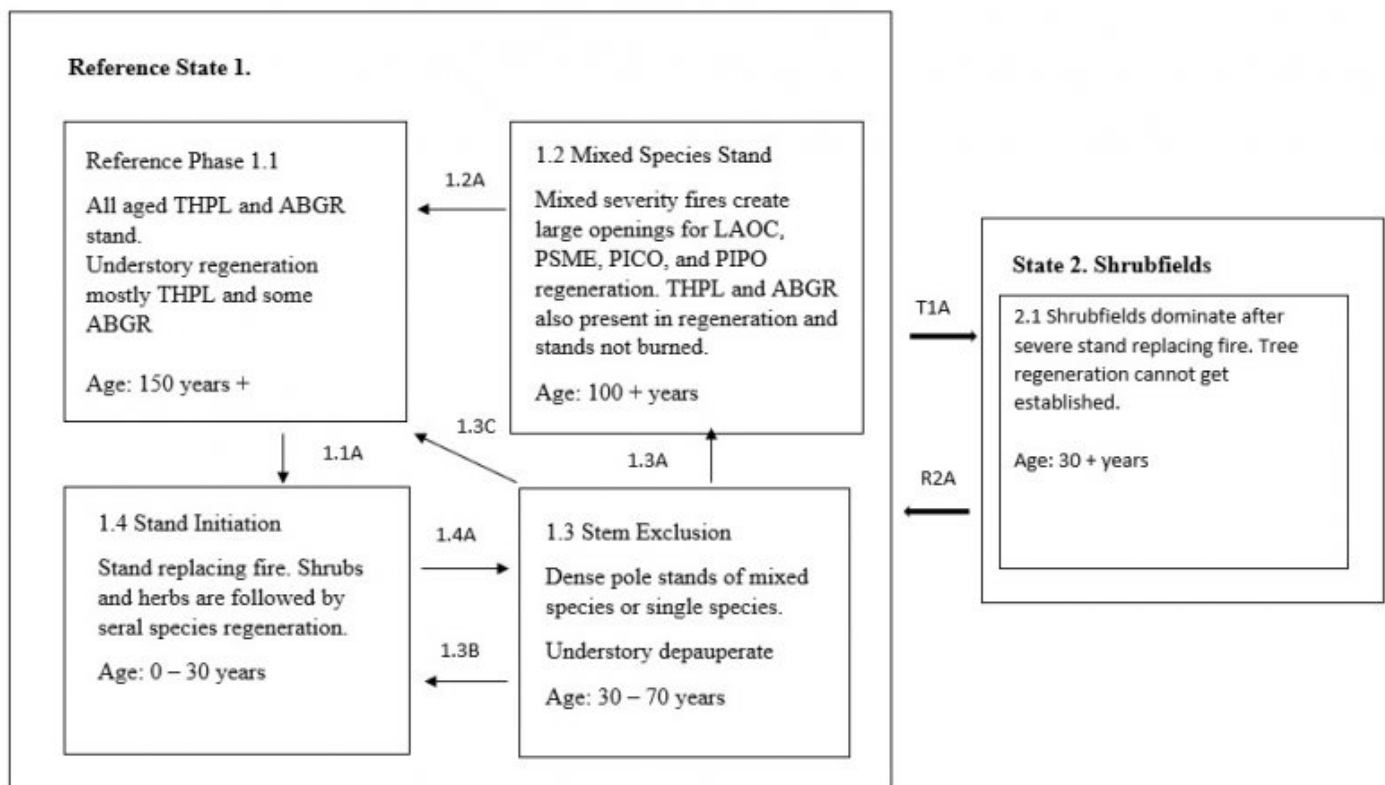 Reference State 1.
Reference Phase 1.1
All aged THPL and ABGR
stand.
Understory regeneration
mostly THPL and some
ABGR
Age: 150 years +
1.2A
1.2 Mixed Species Stand
Mixed severity fires create
large openings for LAOC,
PSME, PICO, and PIPO
regeneration. THPL and ABGR
also present in regeneration and
stands not burned.
Age: 100 + years
1.1A
1.3C
1.3A
1.4 Stand Initiation
Stand replacing fire. Shrubs
and herbs are followed by
seral species regeneration.
Age: 0 – 30 years
1.4A
1.3B
1.3 Stem Exclusion
Dense pole stands of mixed
species or single species.
Understory depauperate
Age: 30 – 70 years
T1A
R2A
State 2. Shrubfields
2.1 Shrubfields dominate after
severe stand replacing fire. Tree
regeneration cannot get
established.
Age: 30 + years